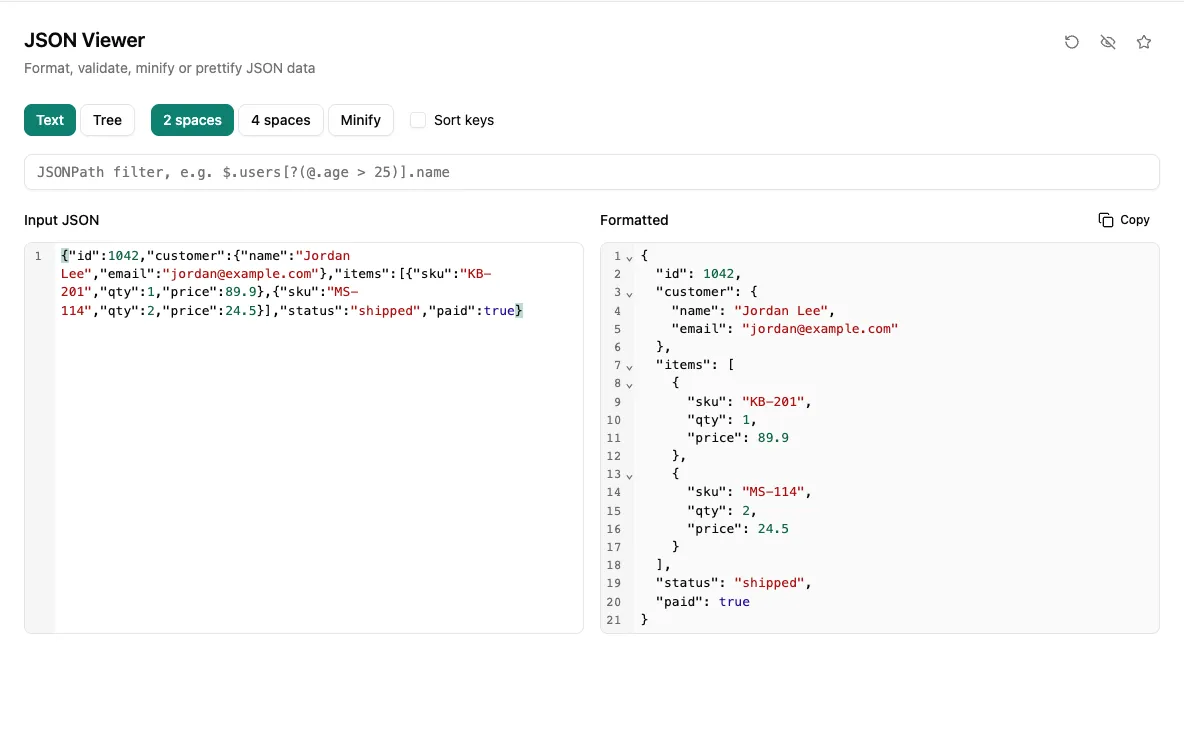 JSON Viewer
Format, validate, minify or prettify JSON data
Text Tree 2 spaces 4 spaces Minify Sort keys
JSONPath filter, e.g. $.users[?(@.age > 25)].name
Input JSON
1 {"id":1042,"customer":{"name":"Jordan
Lee","email":"jordan@example.com"},"items":[{"sku":"KB-
201","qty":1,"price":89.9},{"sku":"MS-
114","qty":2,"price":24.5}],"status":"shipped","paid":true}
Formatted Copy
1 {
2   "id": 1042,
3   "customer": {
4     "name": "Jordan Lee",
5     "email": "jordan@example.com"
6   },
7   "items": [
8     {
9       "sku": "KB-201",
10       "qty": 1,
11       "price": 89.9
12     },
13     {
14       "sku": "MS-114",
15       "qty": 2,
16       "price": 24.5
17     }
18   ],
19   "status": "shipped",
20   "paid": true
21 }